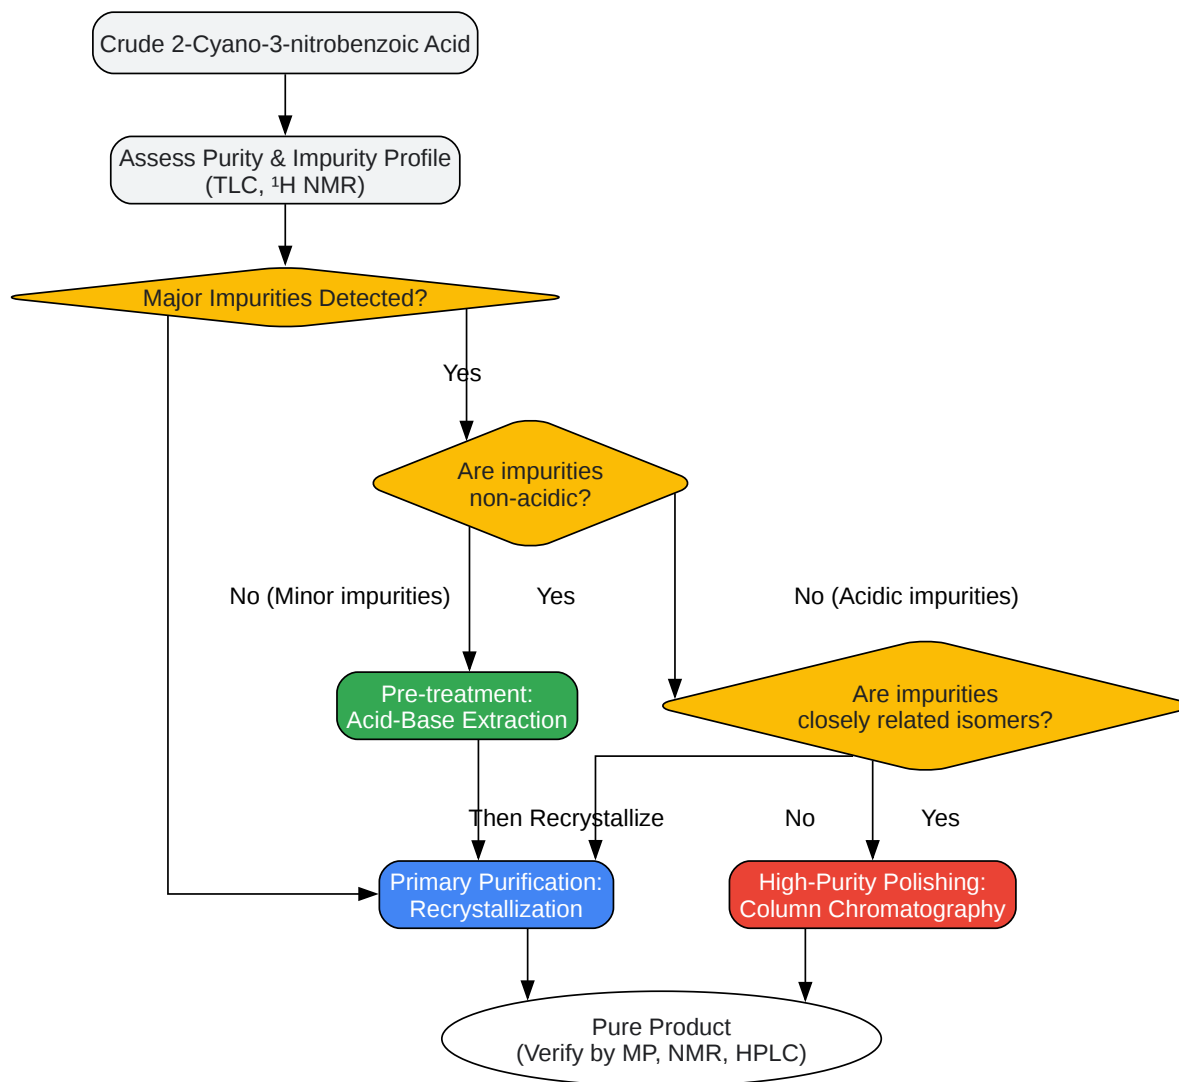 Crude 2-Cyano-3-nitrobenzoic Acid
Assess Purity & Impurity Profile
(TLC, ¹H NMR)
Major Impurities Detected?
Yes
Are impurities
non-acidic?
No (Minor impurities)
Yes
No (Acidic impurities)
Pre-treatment:
Acid-Base Extraction
Are impurities
closely related isomers?
Then Recrystallize
No
Yes
Primary Purification:
Recrystallization
High-Purity Polishing:
Column Chromatography
Pure Product
(Verify by MP, NMR, HPLC)